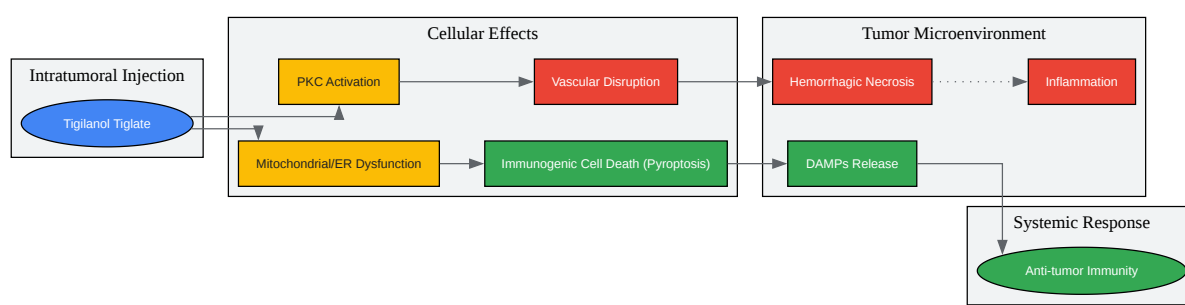 Cellular Effects
Tumor Microenvironment
Intratumoral Injection
PKC Activation
Vascular Disruption
Hemorrhagic Necrosis
Inflammation
Tigilanol Tiglate
Mitochondrial/ER Dysfunction
Immunogenic Cell Death (Pyroptosis)
DAMPs Release
Systemic Response
Anti-tumor Immunity